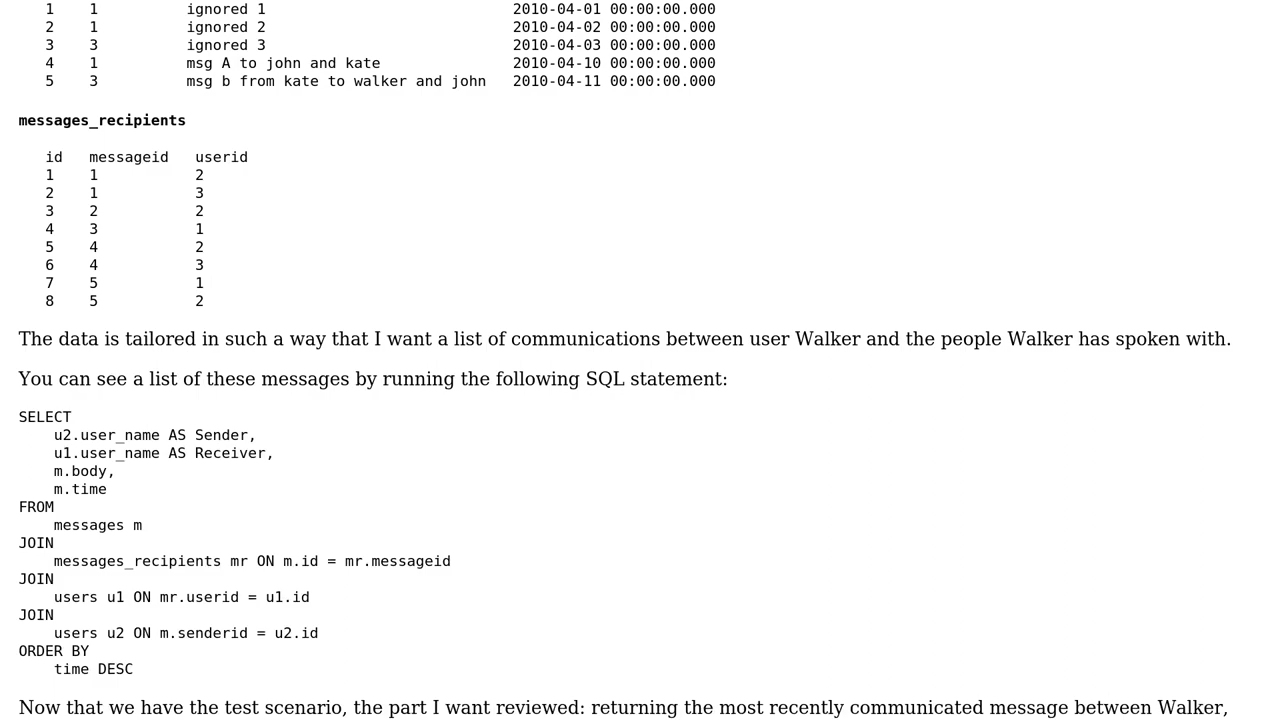 1   1          ignored 1                            2010-04-01 00:00:00.000
2   1          ignored 2                            2010-04-02 00:00:00.000
3   3          ignored 3                            2010-04-03 00:00:00.000
4   1          msg A to john and kate               2010-04-10 00:00:00.000
5   3          msg b from kate to walker and john   2010-04-11 00:00:00.000
messages_recipients
id   messageid   userid
1    1           2
2    1           3
3    2           2
4    3           1
5    4           2
6    4           3
7    5           1
8    5           2
The data is tailored in such a way that I want a list of communications between user Walker and the people Walker has spoken with.
You can see a list of these messages by running the following SQL statement:
SELECT
    u2.user_name AS Sender,
    u1.user_name AS Receiver,
    m.body,
    m.time
FROM
    messages m
JOIN
    messages_recipients mr ON m.id = mr.messageid
JOIN
    users u1 ON mr.userid = u1.id
JOIN
    users u2 ON m.senderid = u2.id
ORDER BY
    time DESC
Now that we have the test scenario, the part I want reviewed: returning the most recently communicated message between Walker,